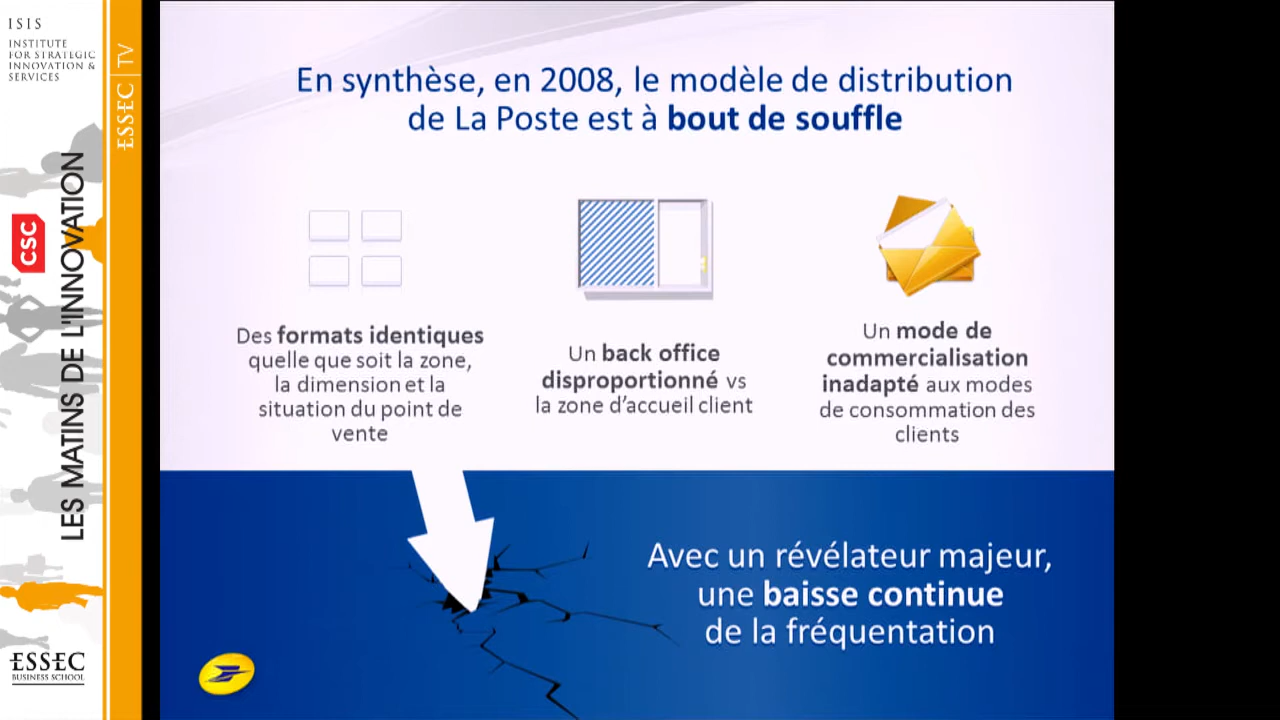 ISIS
INSTITUTE
FOR STRATEGIC
INNOVATION &
SERVICES
ESSEC | TV
CSC
LES MATINS DE L'INNOVATION
ESSEC
BUSINESS SCHOOL
En synthèse, en 2008, le modèle de distribution
de La Poste est à bout de souffle
Des formats identiques
quelle que soit la zone,
la dimension et la
situation du point de
vente
Un back office
disproportionné vs
la zone d’accueil client
Un mode de
commercialisation
inadapté aux modes
de consommation des
clients
Avec un révélateur majeur,
une baisse continue
de la fréquentation